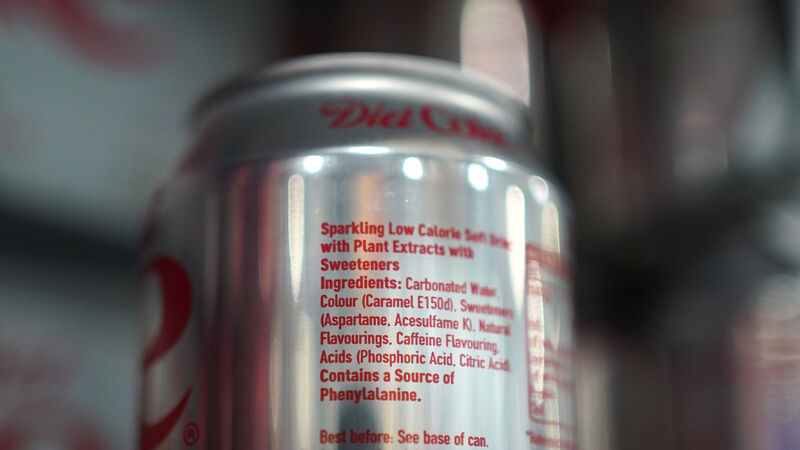 Diet Coke
Sparkling Low Calorie Soft Drink
with Plant Extracts with
Sweeteners
Ingredients: Carbonated Water,
Colour (Caramel E150d), Sweeteners
(Aspartame, Acesulfame K), Natural
Flavourings, Caffeine Flavouring,
Acids (Phosphoric Acid, Citric Acid).
Contains a Source of
Phenylalanine.
Best before: See base of can.
®